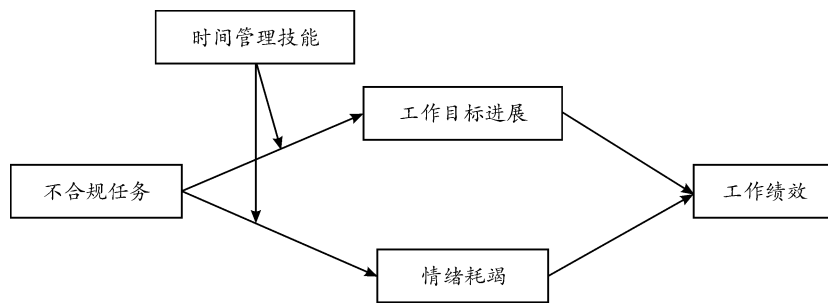 时间管理技能
工作目标进展
不合规任务
工作绩效
情绪耗竭